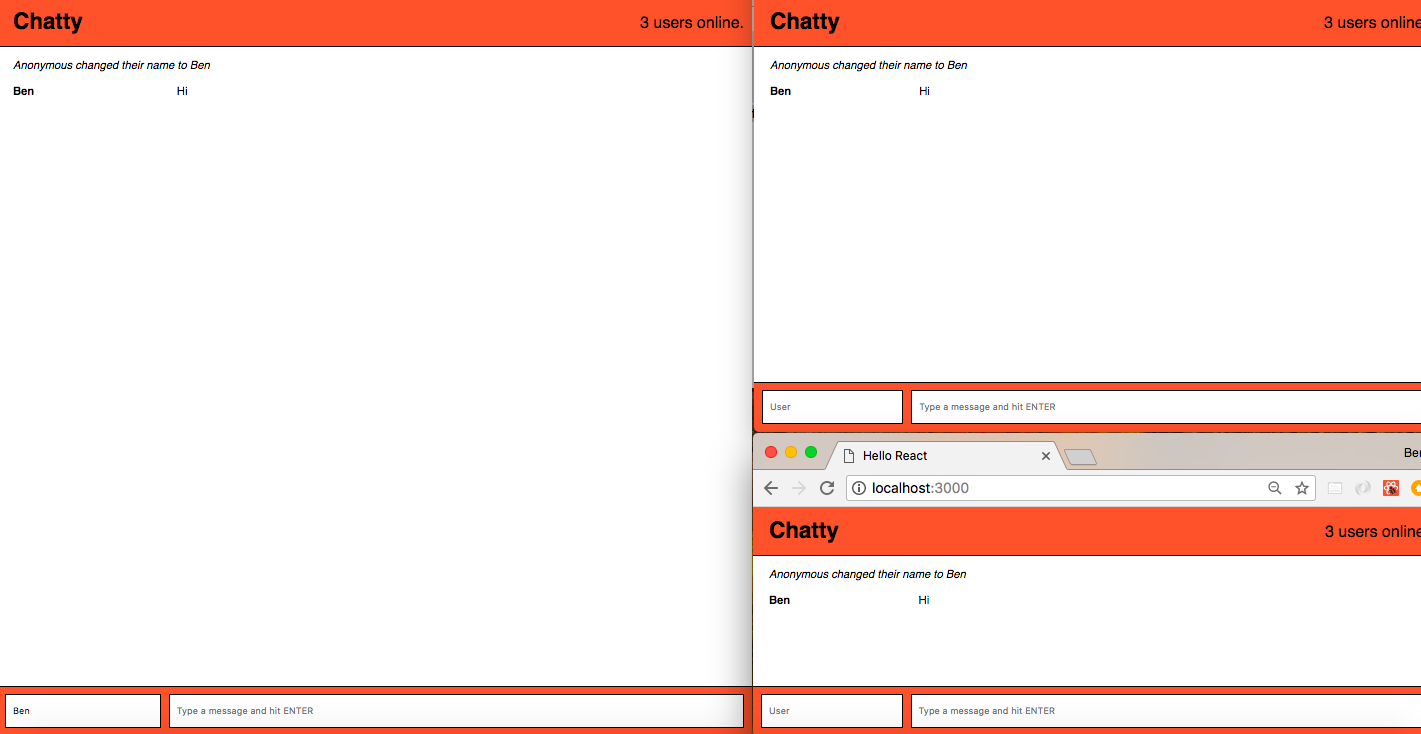 Chatty
3 users online.
Anonymous changed their name to Ben
Ben Hi
Ben Type a message and hit ENTER
Chatty
3 users online
Anonymous changed their name to Ben
Ben Hi
User Type a message and hit ENTER
Hello React
localhost:3000
Chatty
3 users online
Anonymous changed their name to Ben
Ben Hi
User Type a message and hit ENTER